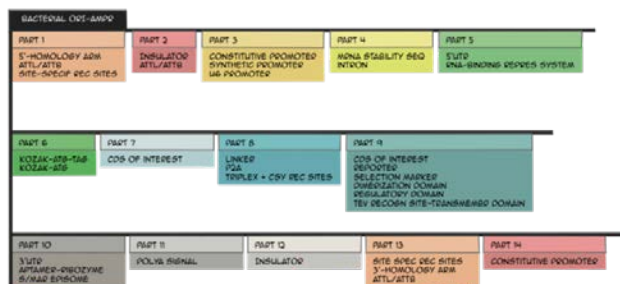 BACTERIAL ORI-AMPR
PART 1
5'-HOMOLOGY ARM
ATTL/ATTB
SITE-SPECIF REC SITES
PART 2
INSULATOR
ATTL/ATTB
PART 3
CONSTITUTIVE PROMOTER
SYNTHETIC PROMOTER
U6 PROMOTER
PART 4
MRNA STABILITY SEQ
INTRON
PART 5
5'UTR
RNA-BINDING REPRES SYSTEM
PART 6
KOZAK-ATG-TAG
KOZAK-ATG
PART 7
CDS OF INTEREST
PART 8
LINKER
P2A
TRIPLEX + CSY REC SITES
PART 9
CDS OF INTEREST
REPORTER
SELECTION MARKER
DIMERIZATION DOMAIN
REGULATORY DOMAIN
TEV RECOGN SITE-TRANSMEMBR DOMAIN
PART 10
3'UTR
APTAMER-RIBOZYME
S/MAR EPISOME
PART 11
POLYA SIGNAL
PART 12
INSULATOR
PART 13
SITE SPEC REC SITES
3'-HOMOLOGY ARM
ATTL/ATTB
PART 14
CONSTITUTIVE PROMOTER